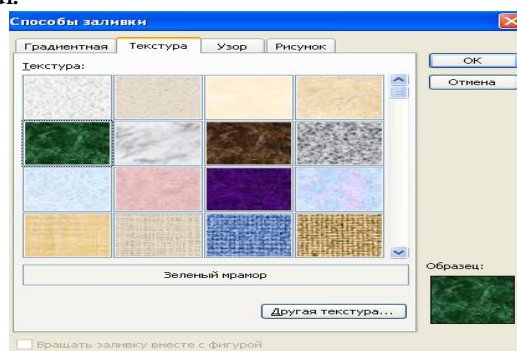 Способы заливки
Градиентная Текстура Узор Рисунок
Текстура:
ОК
Отмена
Зеленый мрамор
Образец:
Другая текстура...
Вращать заливку вместе с фигурой